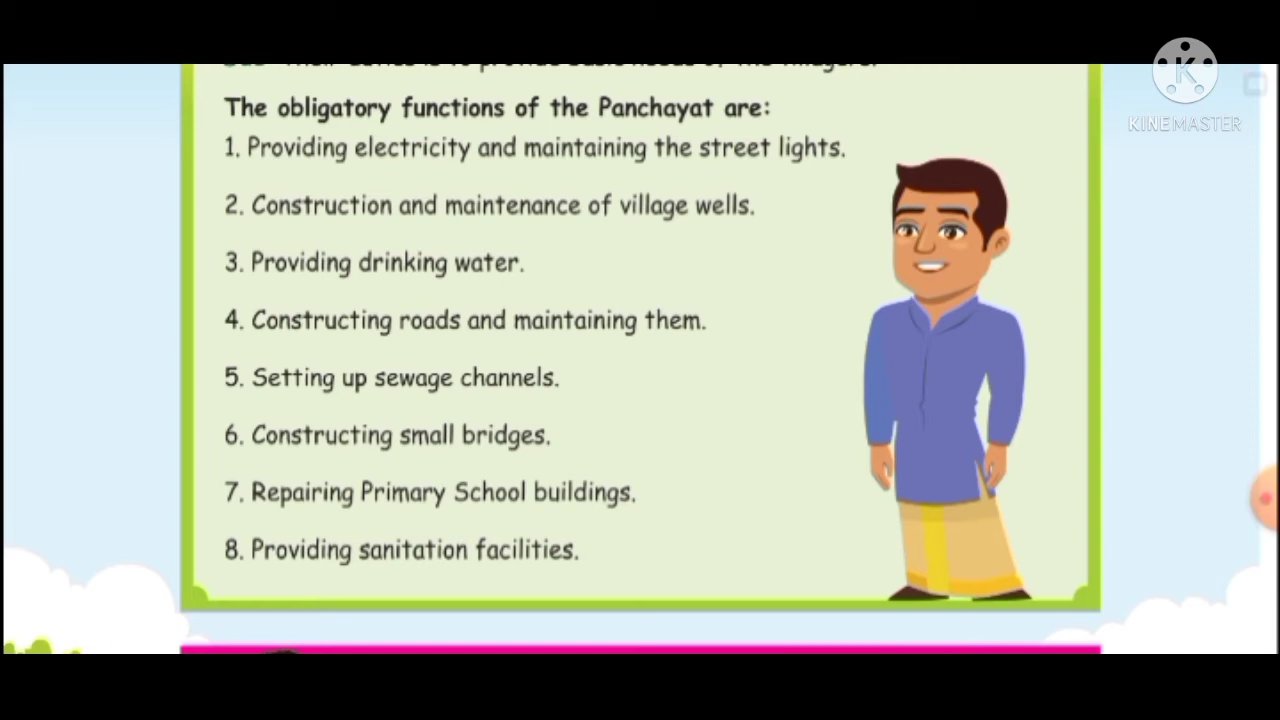 The obligatory functions of the Panchayat are:
1. Providing electricity and maintaining the street lights.
2. Construction and maintenance of village wells.
3. Providing drinking water.
4. Constructing roads and maintaining them.
5. Setting up sewage channels.
6. Constructing small bridges.
7. Repairing Primary School buildings.
8. Providing sanitation facilities.
K
KINEMASTER